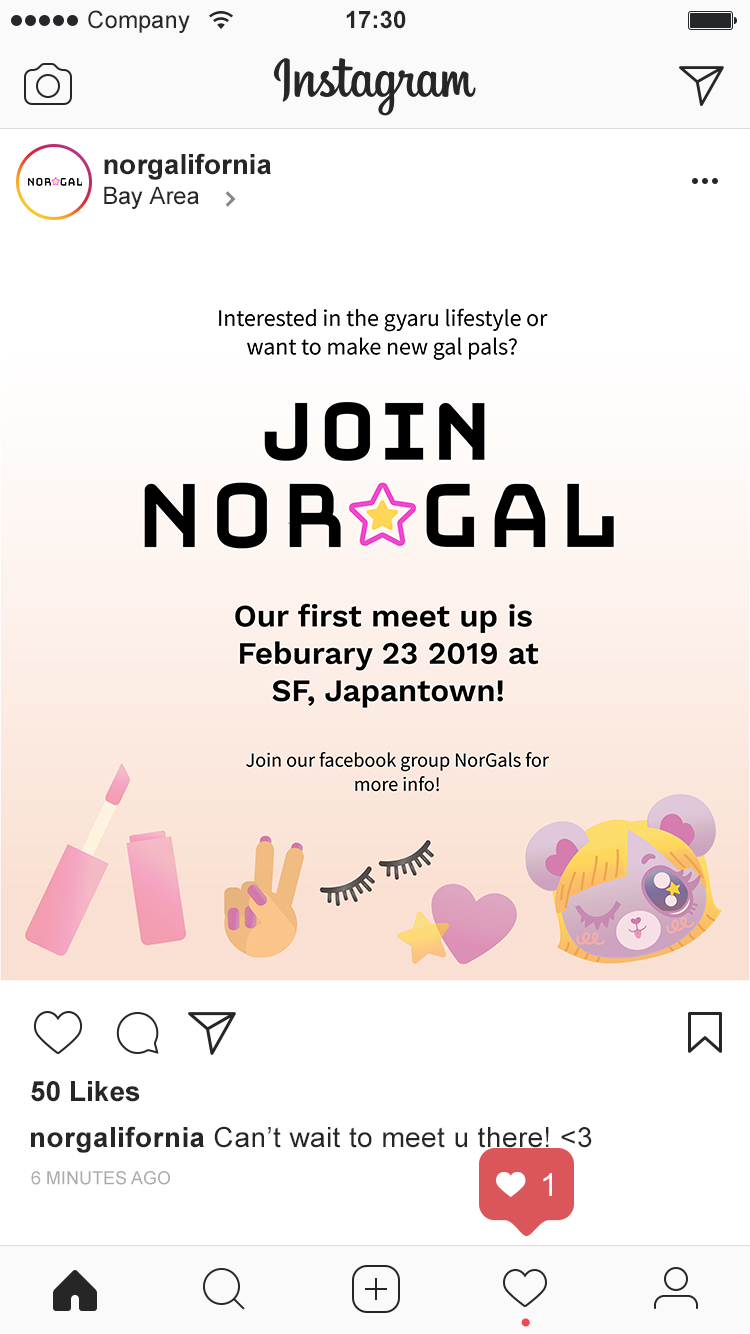 Company
17:30
Instagram
NOR GAL
norgalifornia
Bay Area
Interested in the gyaru lifestyle or
want to make new gal pals?
JOIN
NOR GAL
Our first meet up is
Feburary 23 2019 at
SF, Japantown!
Join our facebook group NorGals for
more info!
50 Likes
norgalifornia Can’t wait to meet u there! <3
6 MINUTES AGO
1